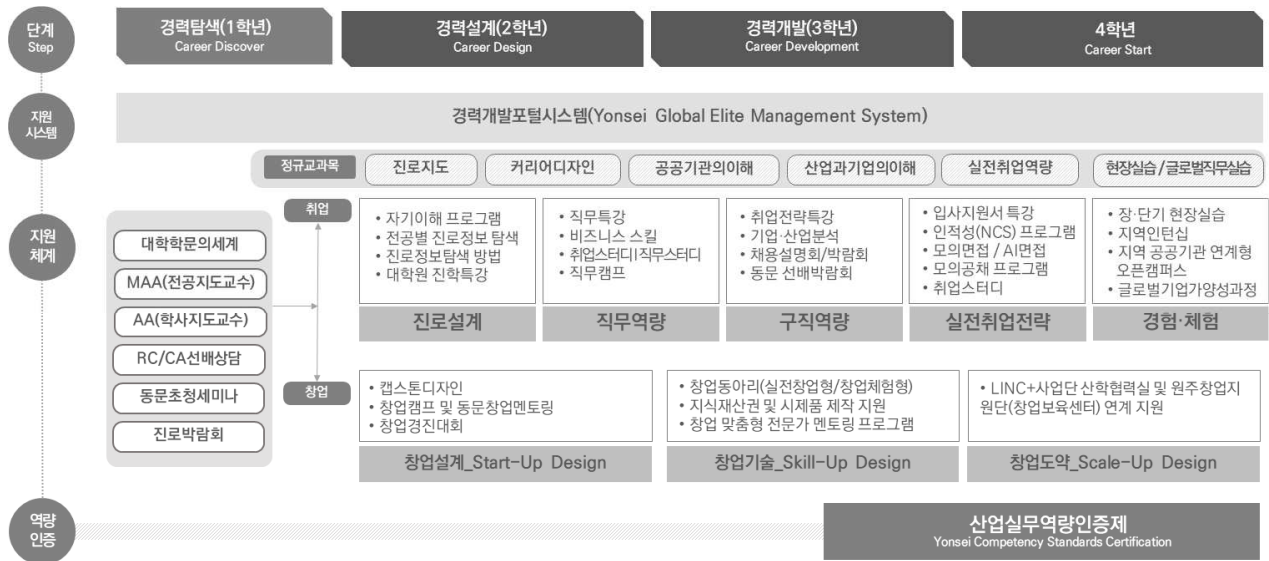 단계
Step
경력탐색(1학년)
Career Discover
경력설계(2학년)
Career Design
경력개발(3학년)
Career Development
4학년
Career Start
지원
시스템
경력개발포털시스템(Yonsei Global Elite Management System)
정규교과목
진로지도
커리어디자인
공공기관의이해
산업과기업의이해
실전취업역량
현장실습/글로벌직무실습
지원
체계
대학학문의세계
MAA(전공지도교수)
AA(학사지도교수)
RC/CA선배상담
동문초청세미나
진로박람회
취업
• 자기이해 프로그램
• 전공별 진로정보 탐색
• 진로정보탐색 방법
• 대학원 진학특강
진로설계
• 직무특강
• 비즈니스 스킬
• 취업스터디|직무스터디
• 직무캠프
직무역량
• 취업전략특강
• 기업·산업분석
• 채용설명회/박람회
• 동문 선배박람회
구직역량
• 입사지원서 특강
• 인적성(NCS) 프로그램
• 모의면접 / AI면접
• 모의공채 프로그램
• 취업스터디
실전취업전략
• 장·단기 현장실습
• 지역인턴십
• 지역 공공기관 연계형
오픈캠퍼스
• 글로벌기업가양성과정
경험·체험
창업
• 캡스톤디자인
• 창업캠프 및 동문창업멘토링
• 창업경진대회
창업설계_Start-Up Design
• 창업동아리(실전창업형/창업체험형)
• 지식재산권 및 시제품 제작 지원
• 창업 맞춤형 전문가 멘토링 프로그램
창업기술_Skill-Up Design
• LINC+사업단 산학협력실 및 원주창업지
원단(창업보육센터) 연계 지원
창업도약_Scale-Up Design
역량
인증
산업실무역량인증제
Yonsei Competency Standards Certification